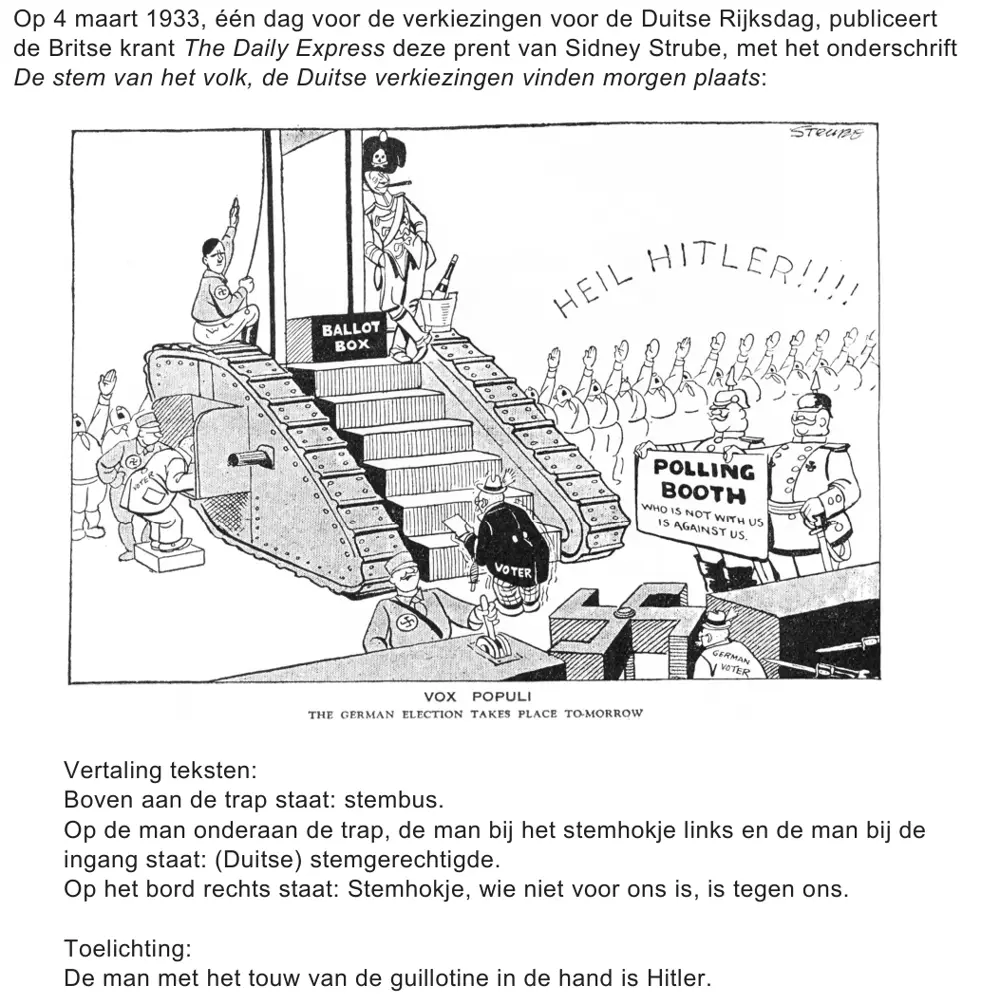 Op 4 maart 1933, één dag voor de verkiezingen voor de Duitse Rijksdag, publiceert
de Britse krant The Daily Express deze prent van Sidney Strube, met het onderschrift
De stem van het volk, de Duitse verkiezingen vinden morgen plaats:
STRUBE
HEIL HITLER!!!!
BALLOT
BOX
VOTER
POLLING
BOOTH
WHO IS NOT WITH US
IS AGAINST US.
VOTER
GERMAN
VOTER
VOX POPULI
THE GERMAN ELECTION TAKES PLACE TO-MORROW
Vertaling teksten:
Boven aan de trap staat: stembus.
Op de man onderaan de trap, de man bij het stemhokje links en de man bij de
ingang staat: (Duitse) stemgerechtigde.
Op het bord rechts staat: Stemhokje, wie niet voor ons is, is tegen ons.
Toelichting:
De man met het touw van de guillotine in de hand is Hitler.